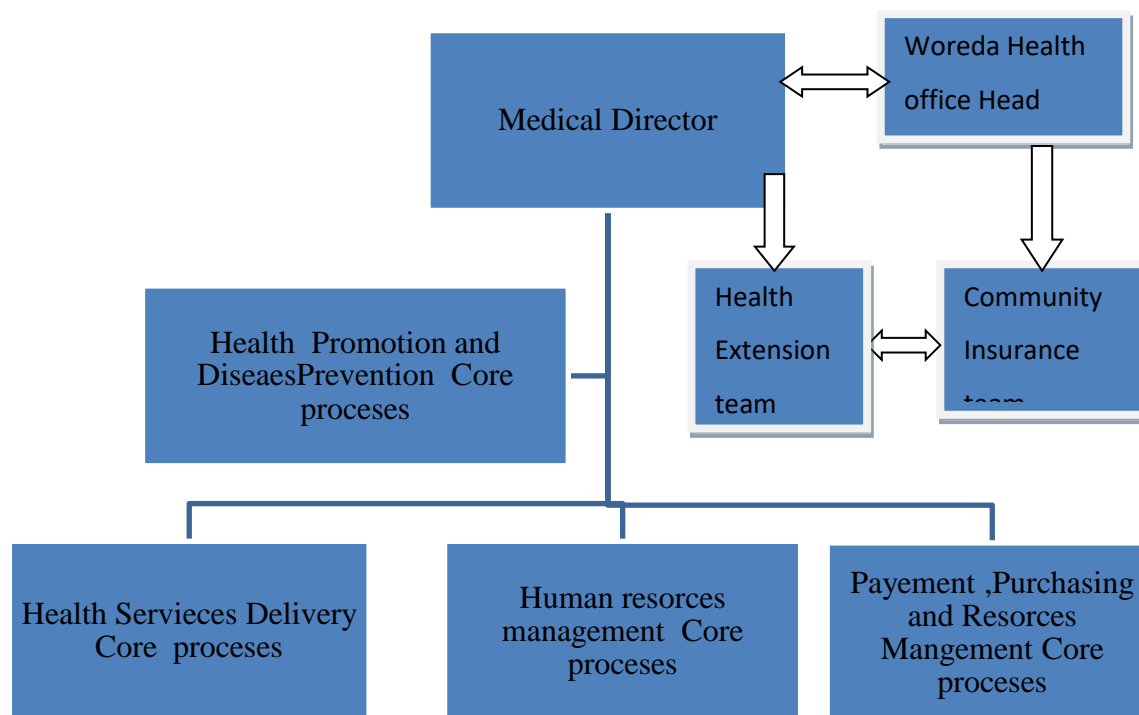 Medical Director
Woreda Health
office Head
Health
Extension
team
Community
Insurance
team
Health Promotion and
DiseaesPrevention Core
proceses
Health Servieces Delivery
Core proceses
Human resorces
management Core
proceses
Payement ,Purchasing
and Resorces
Mangement Core
proceses